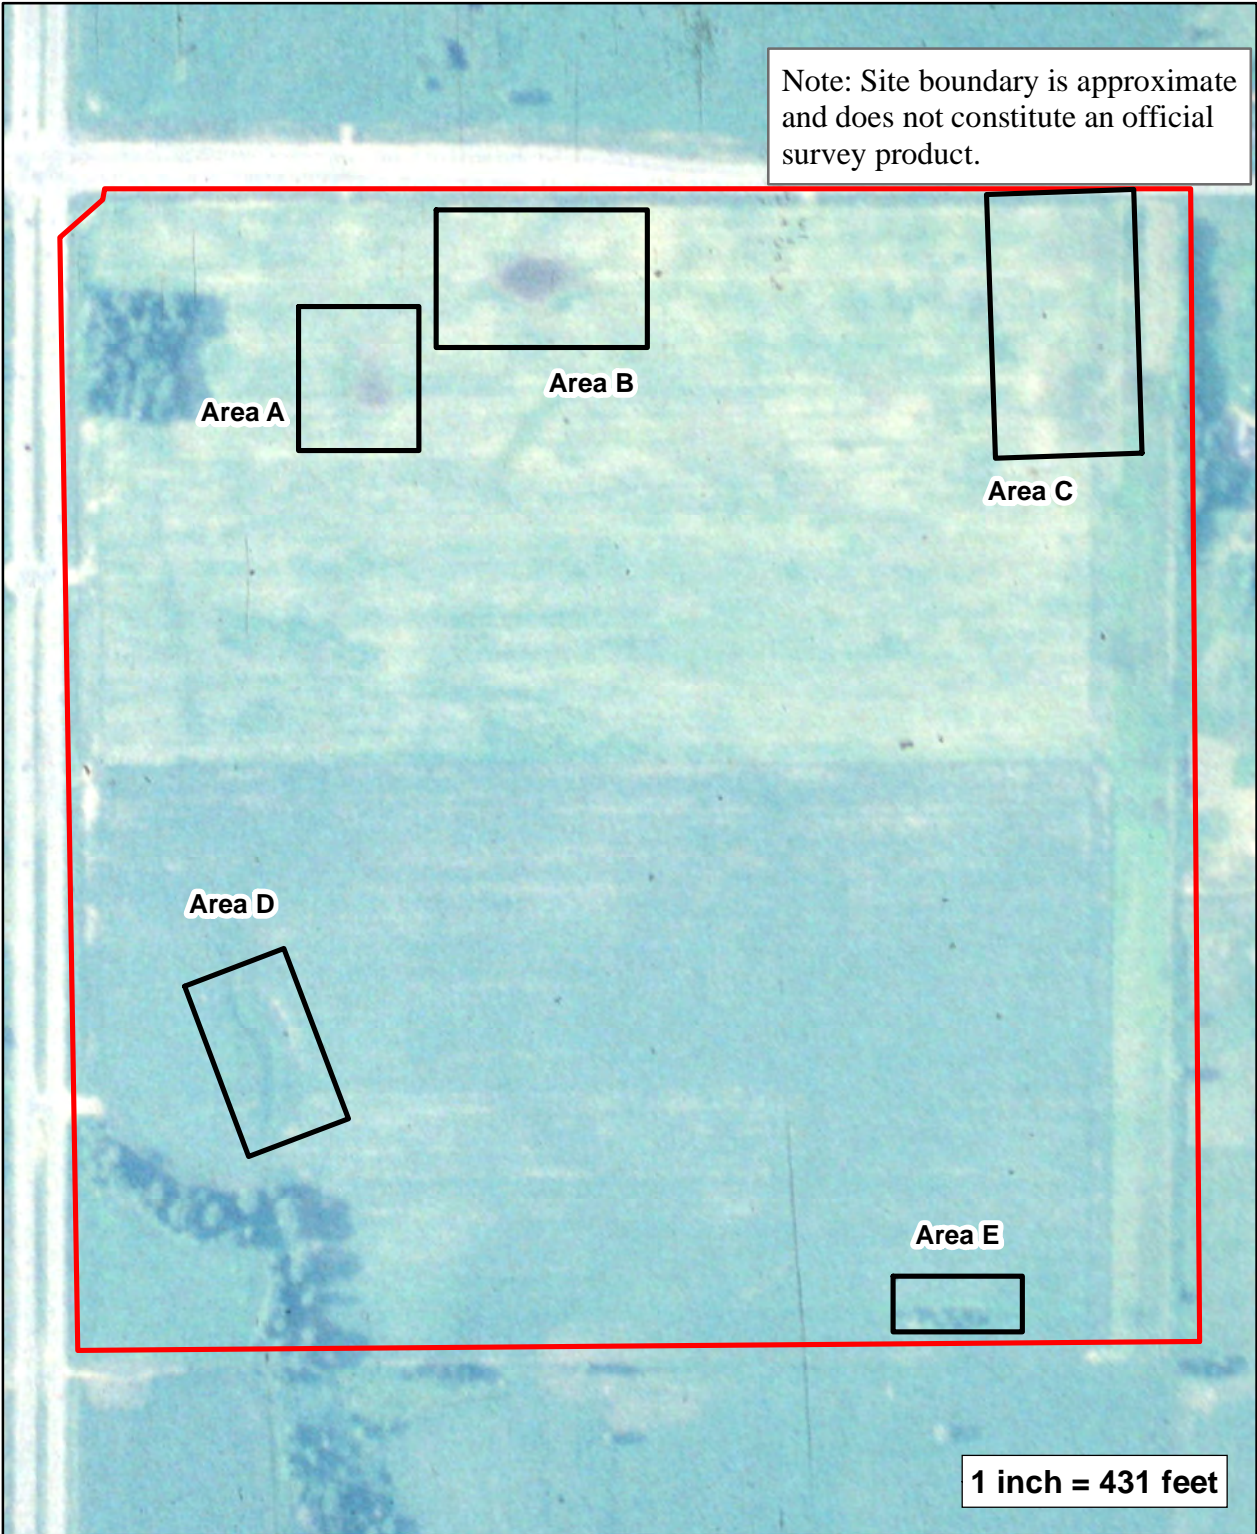 Note: Site boundary is approximate
and does not constitute an official
survey product.
Area B
Area A
Area C
Area D
Area E
1 inch = 431 feet